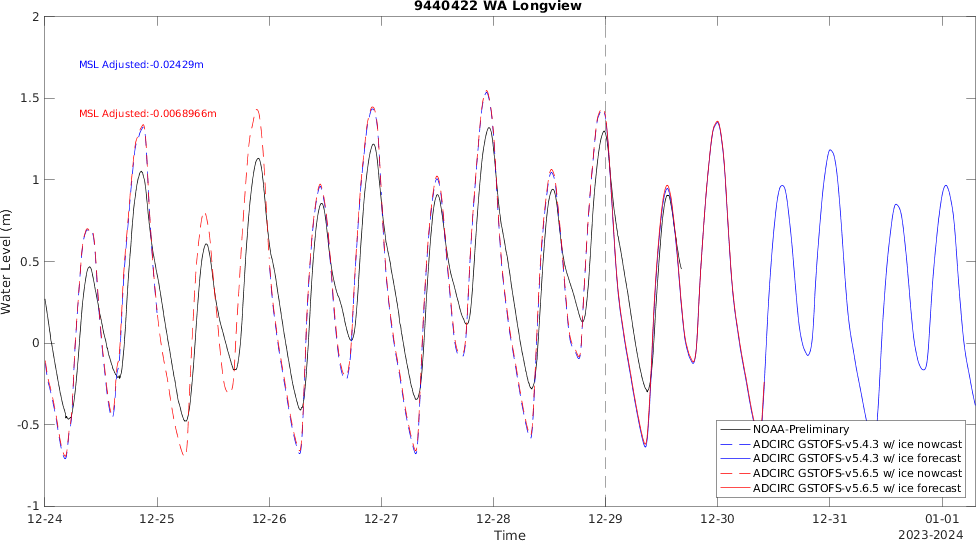 9440422 WA Longview
MSL Adjusted:-0.02429m
MSL Adjusted:-0.0068966m
Water Level (m)
2
1.5
1
0.5
0
-0.5
-1
NOAA-Preliminary
ADCIRC GSTOFS-v5.4.3 w/ ice nowcast
ADCIRC GSTOFS-v5.4.3 w/ ice forecast
ADCIRC GSTOFS-v5.6.5 w/ ice nowcast
ADCIRC GSTOFS-v5.6.5 w/ ice forecast
12-24 12-25 12-26 12-27 12-28 12-29 12-30 12-31 01-01
Time
2023-2024